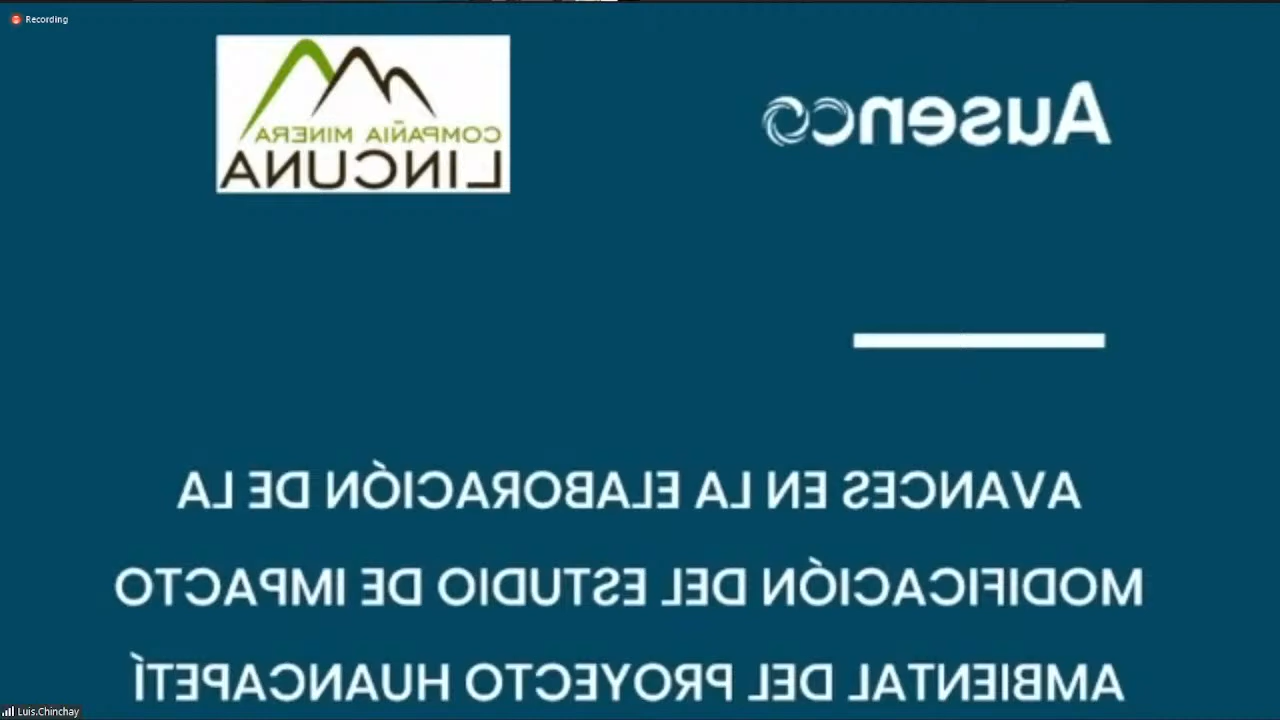 Recording
Ausenco
COMPAÑIA MINERA
LINCUNA
AVANCES EN LA ELABORACIÓN DE LA
MODIFICACIÓN DEL ESTUDIO DE IMPACTO
AMBIENTAL DEL PROYECTO HUANCAPETÍ
Luis.Chinchay